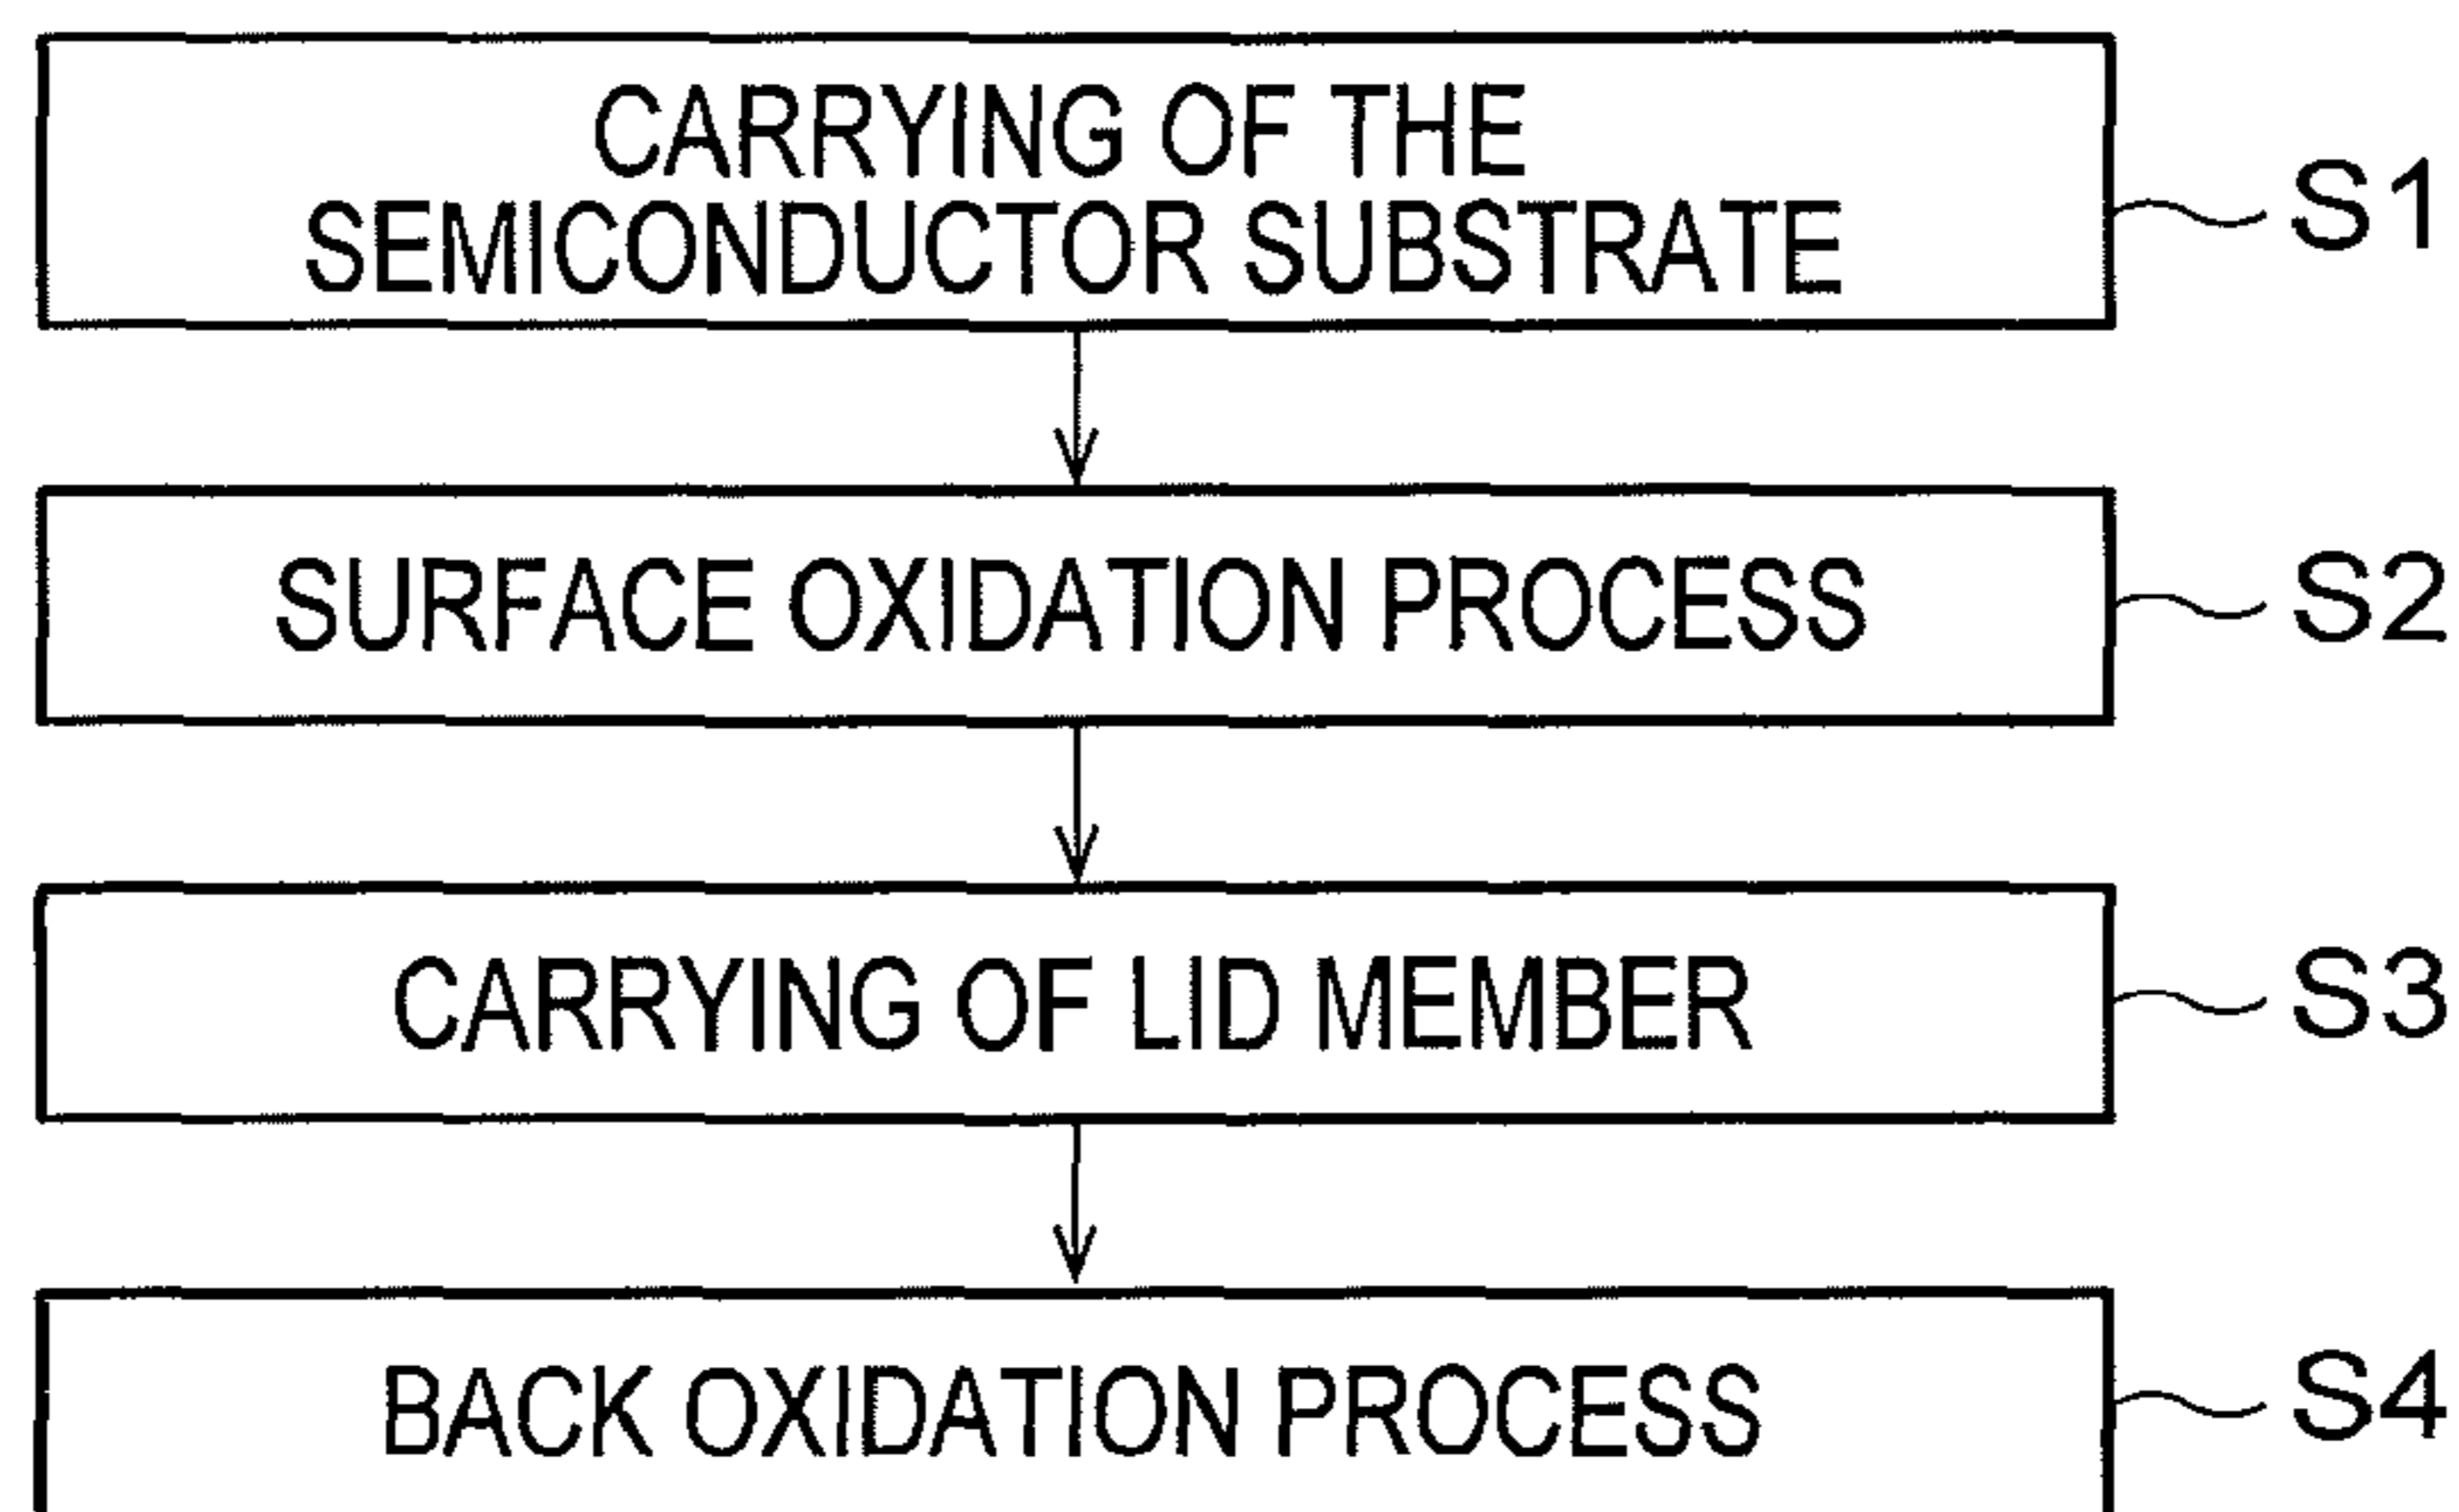 CARRYING OF THE
SEMICONDUCTOR SUBSTRATE
S1
SURFACE OXIDATION PROCESS
S2
CARRYING OF LID MEMBER
S3
BACK OXIDATION PROCESS
S4